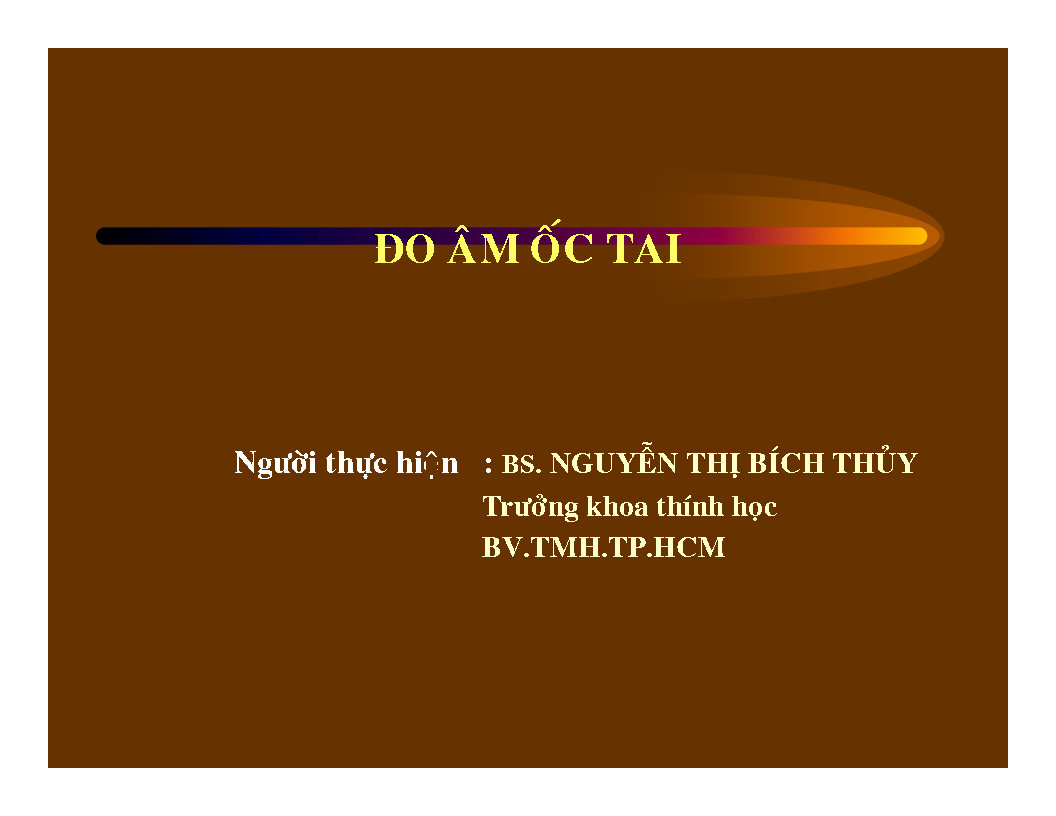 ĐO ÂM ỐC TAI
Người thực hiện : BS. NGUYỄN THỊ BÍCH THỦY
Trưởng khoa thính học
BV.TMH.TP.HCM